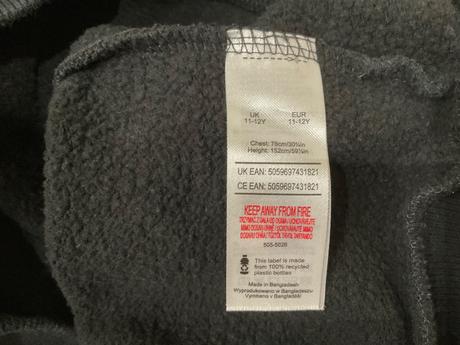 UK EUR
11-12Y 11-12Y
Chest: 78cm/30¾in
Height: 152cm/59¾in
UK EAN: 5059697431821
CE EAN: 5059697431821
KEEP AWAY FROM FIRE
505-5026
This label is made
from 100% recycled
plastic bottles
Made in Bangladesh
Wyprodukowano w Bangladeszu
Vyrobeno v Bangladéši